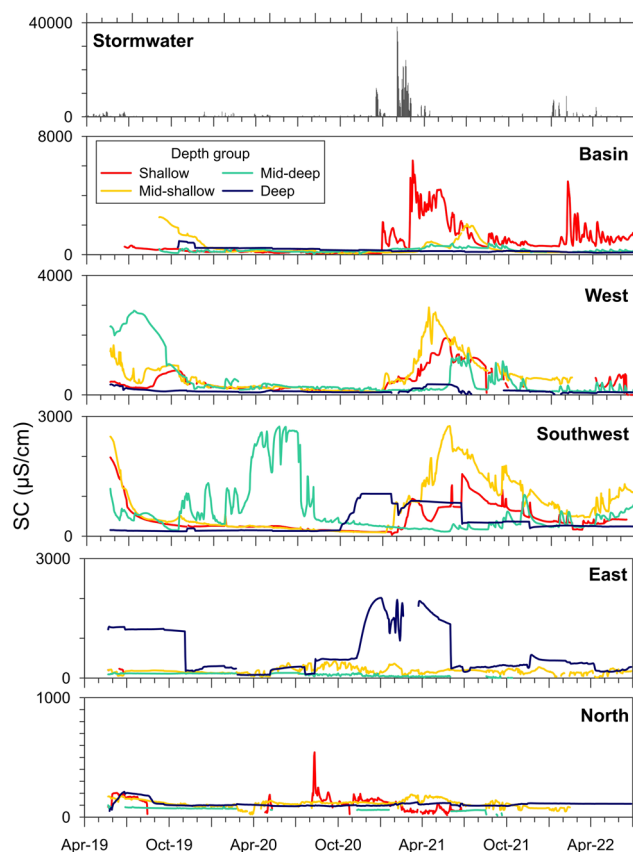 40000
Stormwater
0
8000
Depth group
Basin
Shallow
Mid-deep
Mid-shallow
Deep
0
4000
West
0
3000
Southwest
SC (µS/cm)
0
3000
East
0
1000
North
0
Apr-19
Oct-19
Apr-20
Oct-20
Apr-21
Oct-21
Apr-22